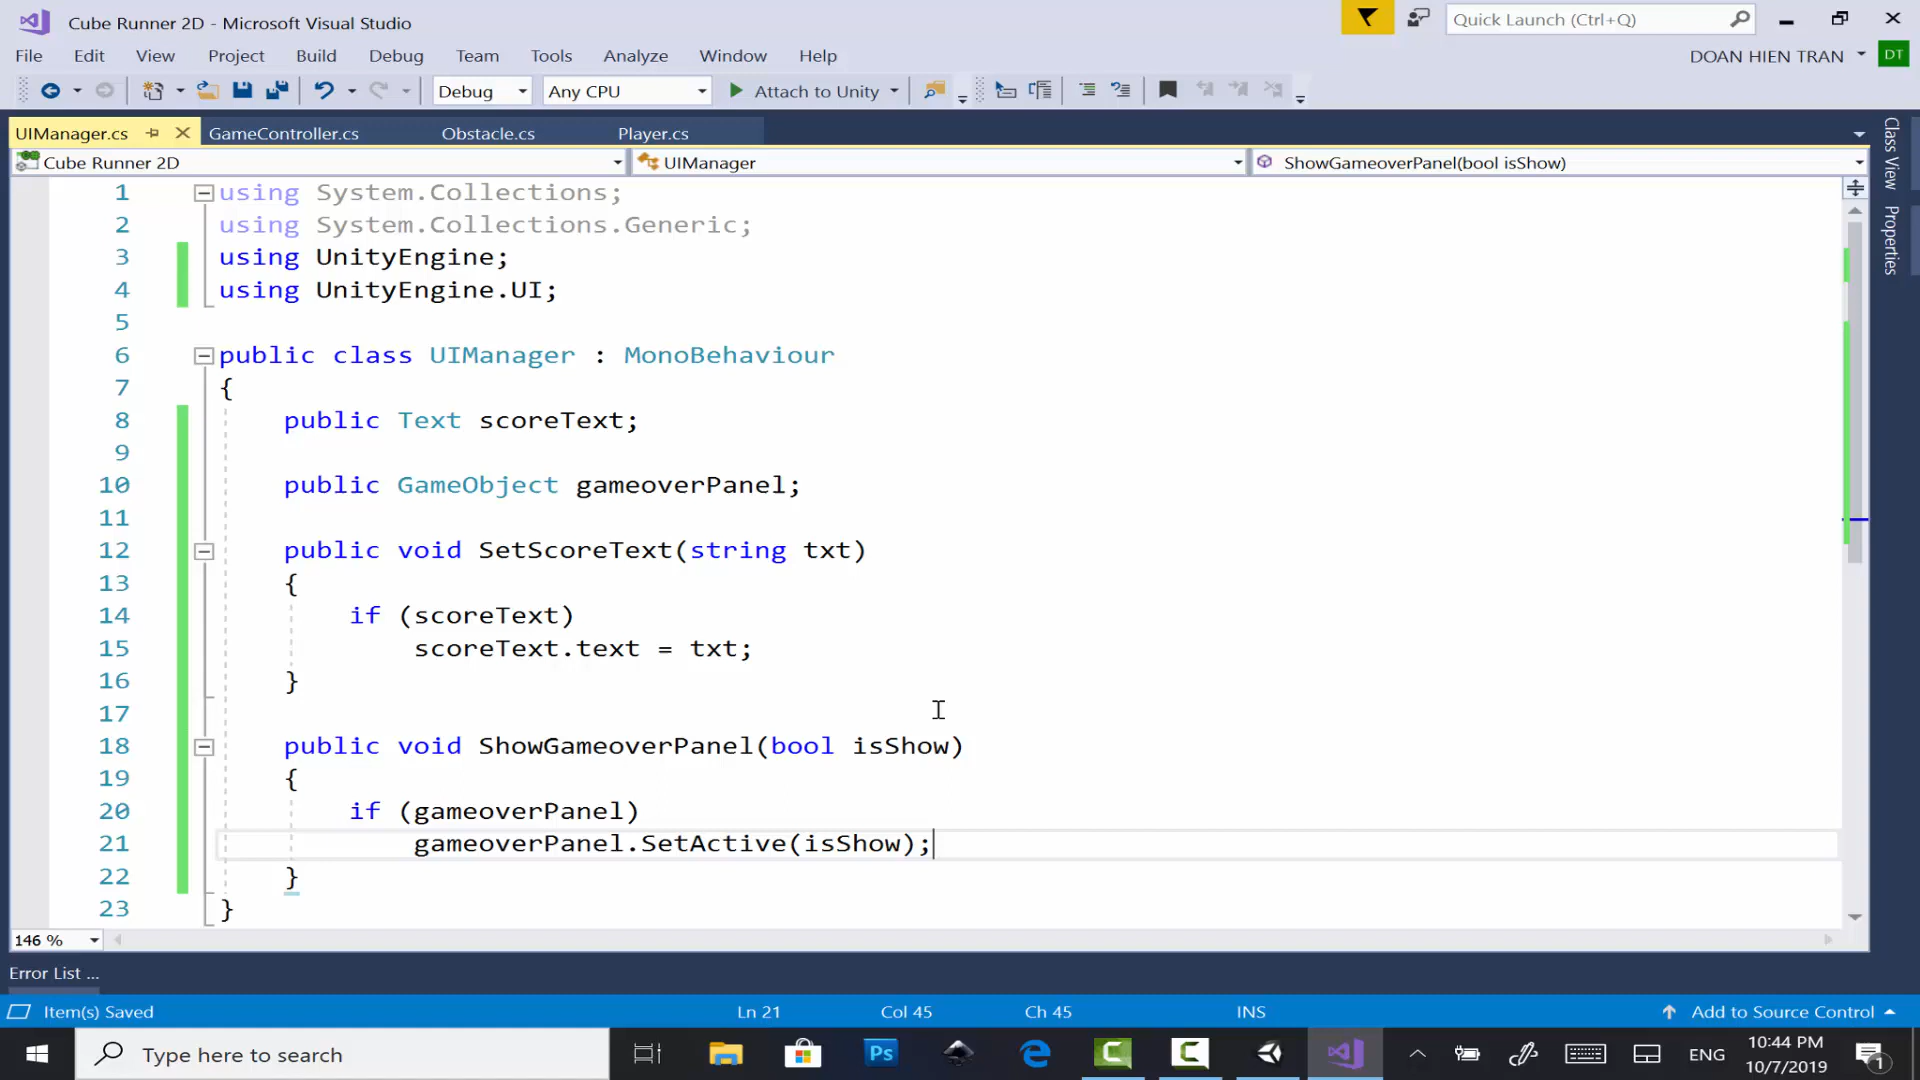 Cube Runner 2D - Microsoft Visual Studio
Quick Launch (Ctrl+Q)
File Edit View Project Build Debug Team Tools Analyze Window Help
DOAN HIEN TRAN DT
Debug Any CPU Attach to Unity
UIManager.cs GameController.cs Obstacle.cs Player.cs
Cube Runner 2D UIManager ShowGameoverPanel(bool isShow)
Class View
Properties
1 using System.Collections;
2 using System.Collections.Generic;
3 using UnityEngine;
4 using UnityEngine.UI;
5
6 public class UIManager : MonoBehaviour
7 {
8 public Text scoreText;
9
10 public GameObject gameoverPanel;
11
12 public void SetScoreText(string txt)
13 {
14 if (scoreText)
15 scoreText.text = txt;
16 }
17
18 public void ShowGameoverPanel(bool isShow)
19 {
20 if (gameoverPanel)
21 gameoverPanel.SetActive(isShow);
22 }
23 }
146 %
Error List ...
Item(s) Saved Ln 21 Col 45 Ch 45 INS Add to Source Control
Type here to search
Ps
ENG
10:44 PM
10/7/2019
1